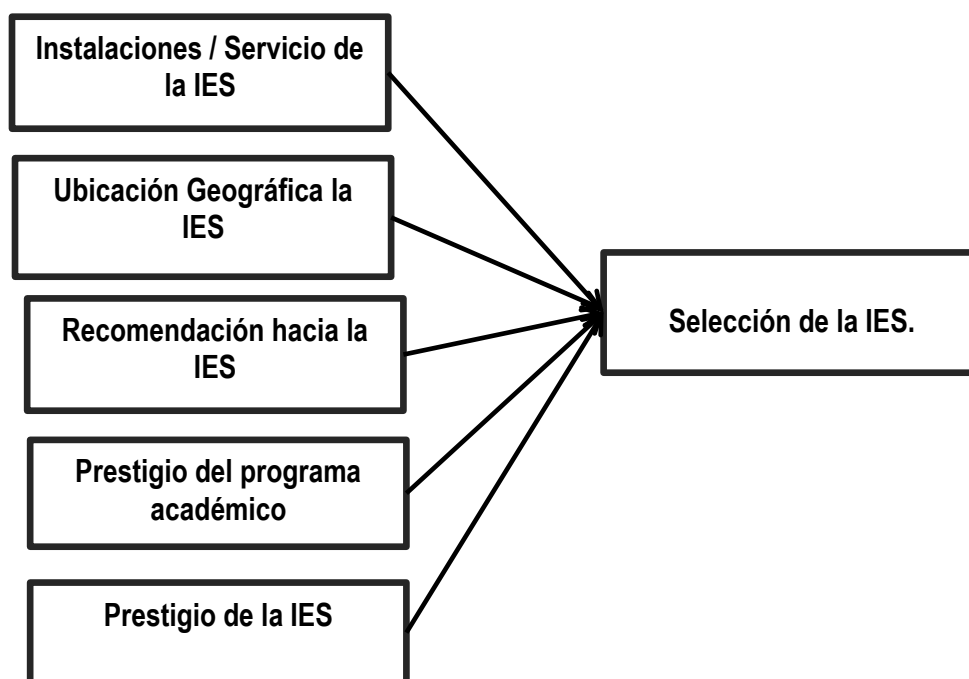 Instalaciones / Servicio de
la IES
Ubicación Geográfica la
IES
Recomendación hacia la
IES
Prestigio del programa
académico
Prestigio de la IES
Selección de la IES.